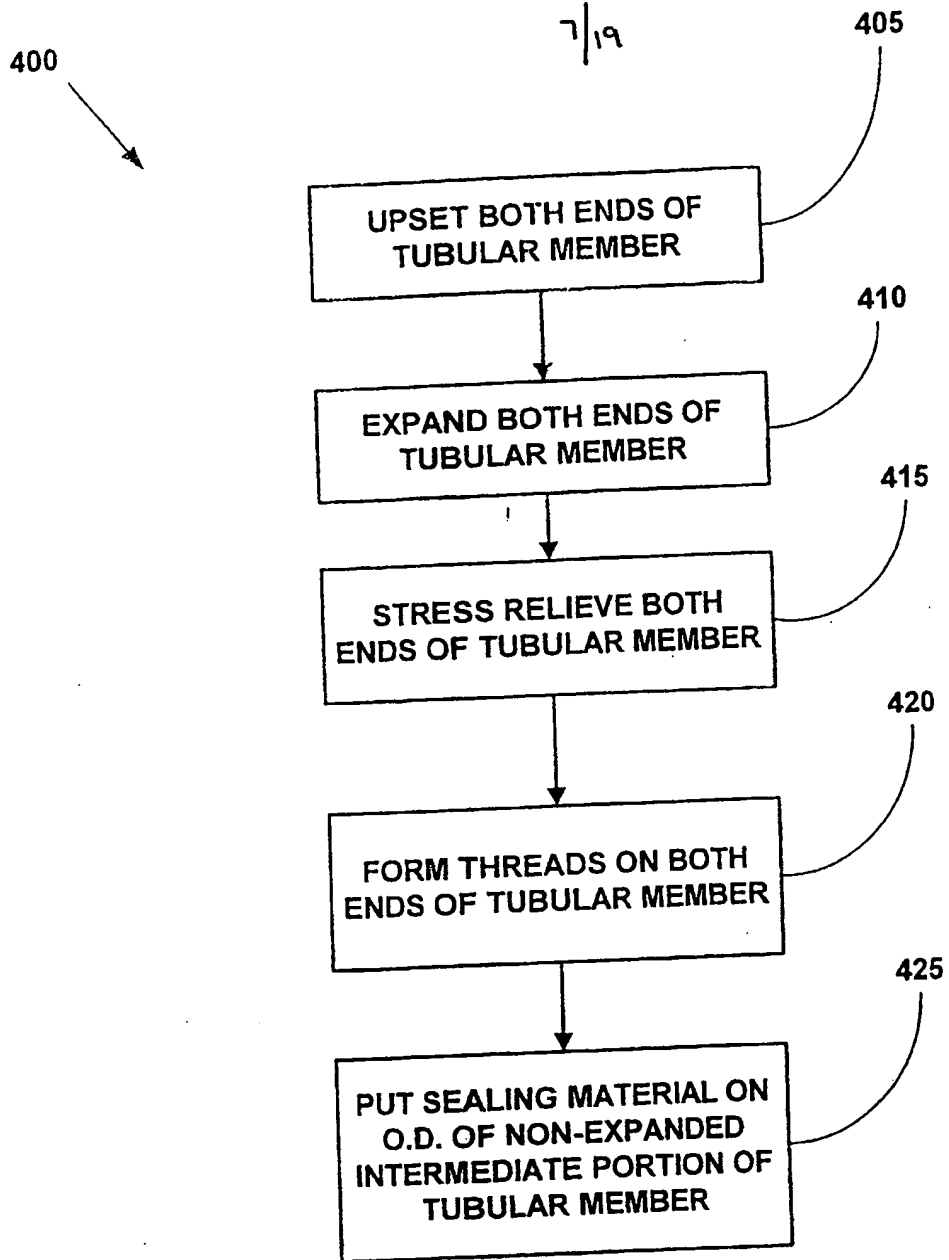 7/19
400
405
UPSET BOTH ENDS OF
TUBULAR MEMBER
410
EXPAND BOTH ENDS OF
TUBULAR MEMBER
415
STRESS RELIEVE BOTH
ENDS OF TUBULAR MEMBER
420
FORM THREADS ON BOTH
ENDS OF TUBULAR MEMBER
425
PUT SEALING MATERIAL ON
O.D. OF NON-EXPANDED
INTERMEDIATE PORTION OF
TUBULAR MEMBER